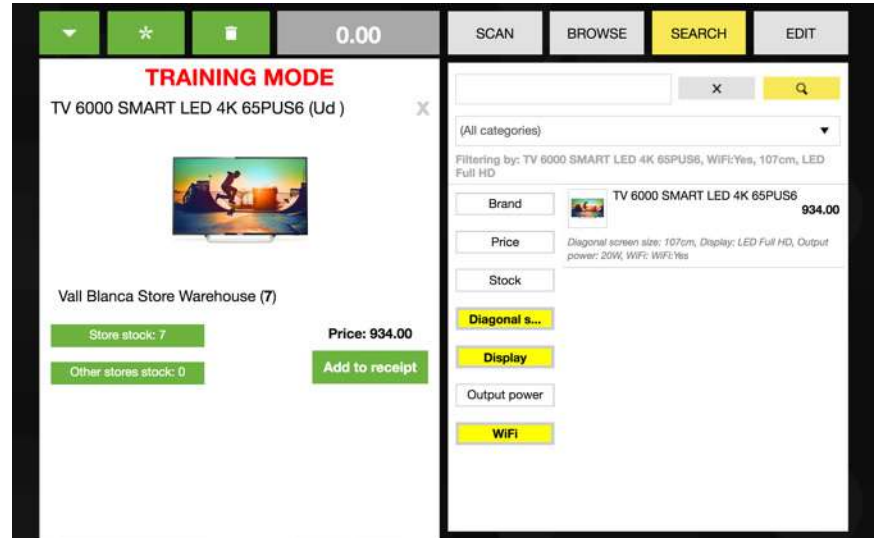 0.00
SCAN
BROWSE
SEARCH
EDIT
TRAINING MODE
TV 6000 SMART LED 4K 65PUS6 (Ud )
X
Vall Blanca Store Warehouse (7)
Store stock: 7
Price: 934.00
Other stores stock: 0
Add to receipt
X
(All categories)
Filtering by: TV 6000 SMART LED 4K 65PUS6, WiFi:Yes, 107cm, LED
Full HD
Brand
Price
Stock
Diagonal s...
Display
Output power
WiFi
TV 6000 SMART LED 4K 65PUS6
934.00
Diagonal screen size: 107cm, Display: LED Full HD, Output
power: 20W, WiFi: WiFi:Yes